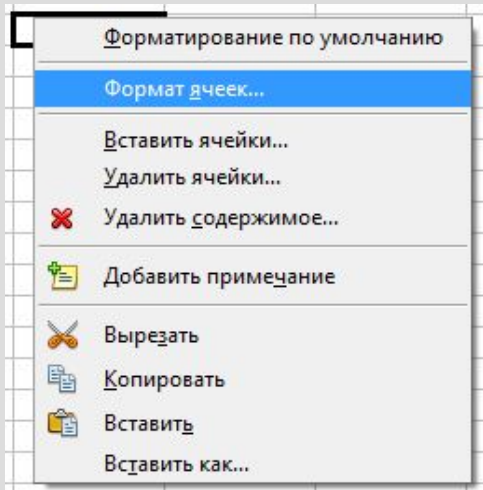 Форматирование по умолчанию
Формат ячеек...
Вставить ячейки...
Удалить ячейки...
Удалить содержимое...
Добавить примечание
Вырезать
Копировать
Вставить
Вставить как...